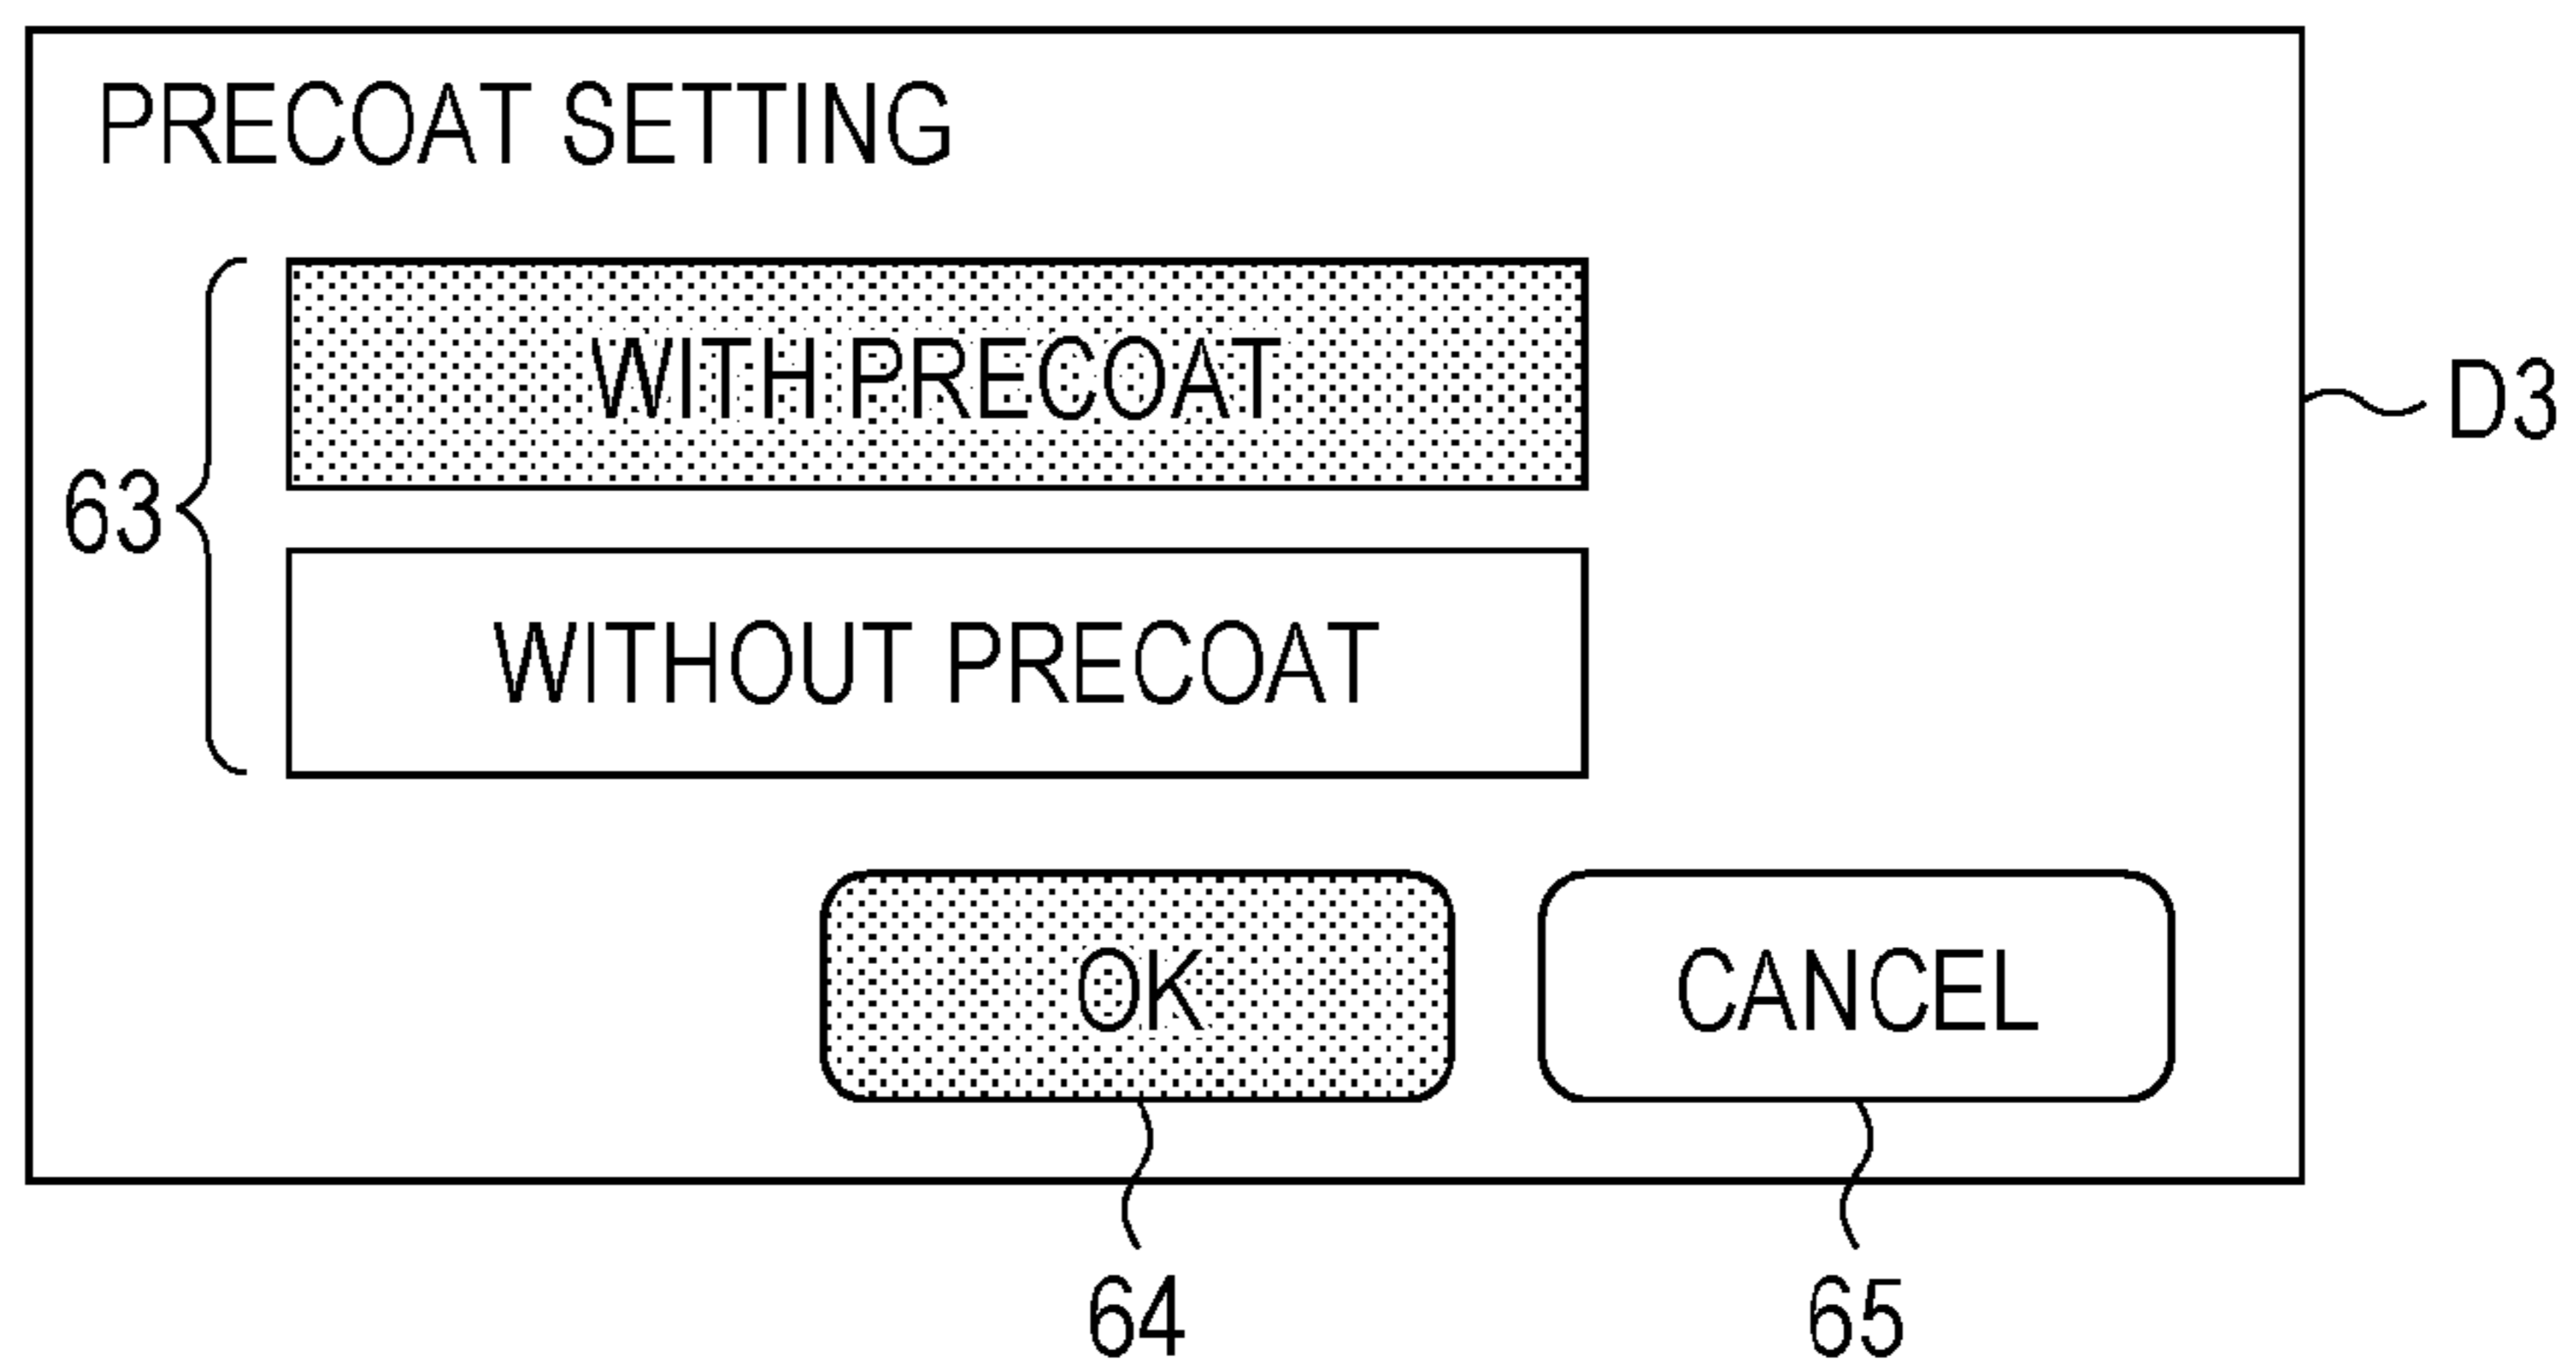 PRECOAT SETTING
WITH PRECOAT
D3
63
WITHOUT PRECOAT
OK
CANCEL
64
65